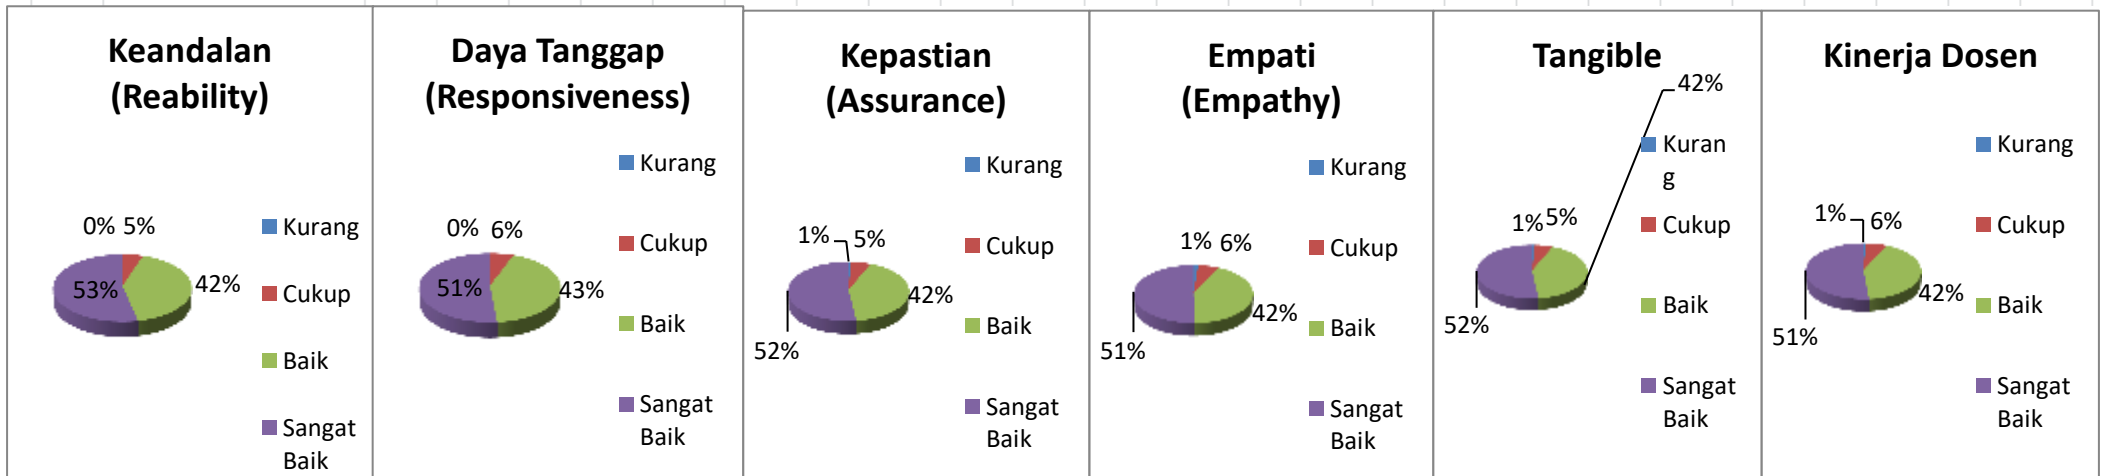 Keandalan
(Reability)
0% 5%
42%
53%
Kurang
Cukup
Baik
Sangat
Baik
Daya Tanggap
(Responsiveness)
0% 6%
43%
51%
Kurang
Cukup
Baik
Sangat
Baik
Kepastian
(Assurance)
1% 5%
42%
52%
Kurang
Cukup
Baik
Sangat
Baik
Empati
(Empathy)
1% 6%
42%
51%
Kurang
Cukup
Baik
Sangat
Baik
Tangible
42%
1% 5%
52%
Kuran
g
Cukup
Baik
Sangat
Baik
Kinerja Dosen
1% 6%
42%
51%
Kurang
Cukup
Baik
Sangat
Baik